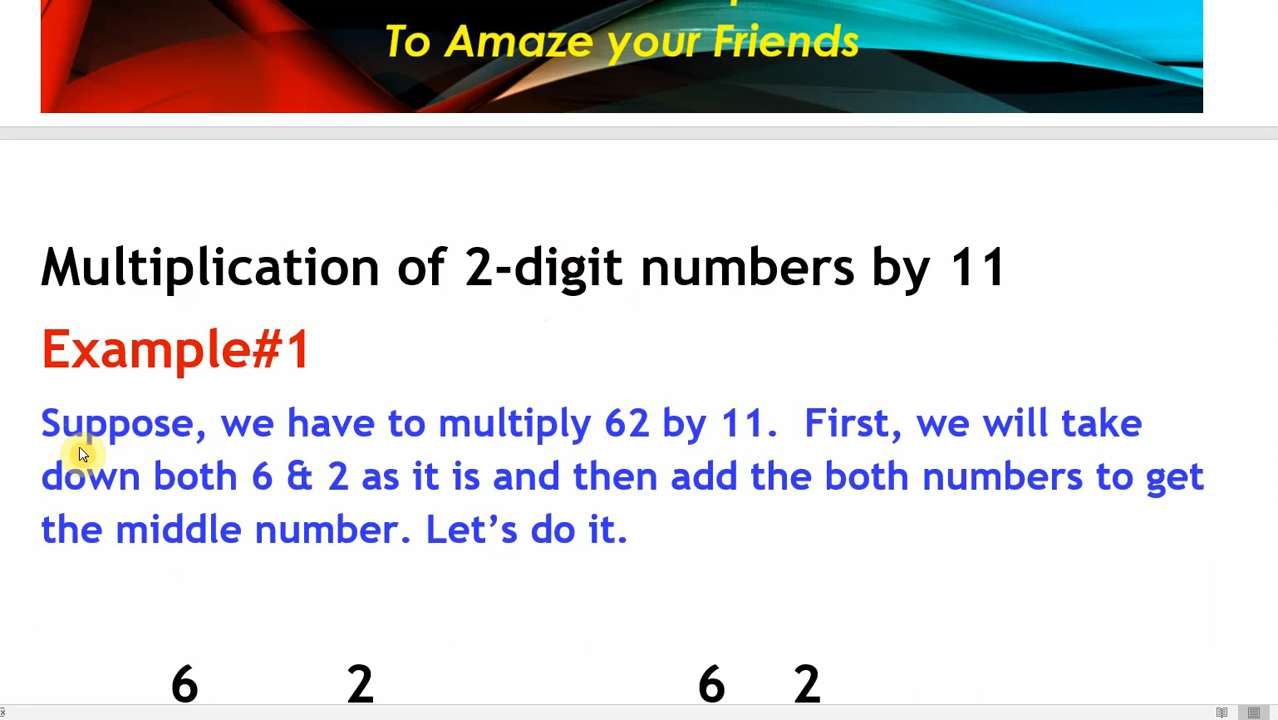 To Amaze your Friends
Multiplication of 2-digit numbers by 11
Example#1
Suppose, we have to multiply 62 by 11.  First, we will take
down both 6 & 2 as it is and then add the both numbers to get
the middle number. Let’s do it.
6 2 6 2